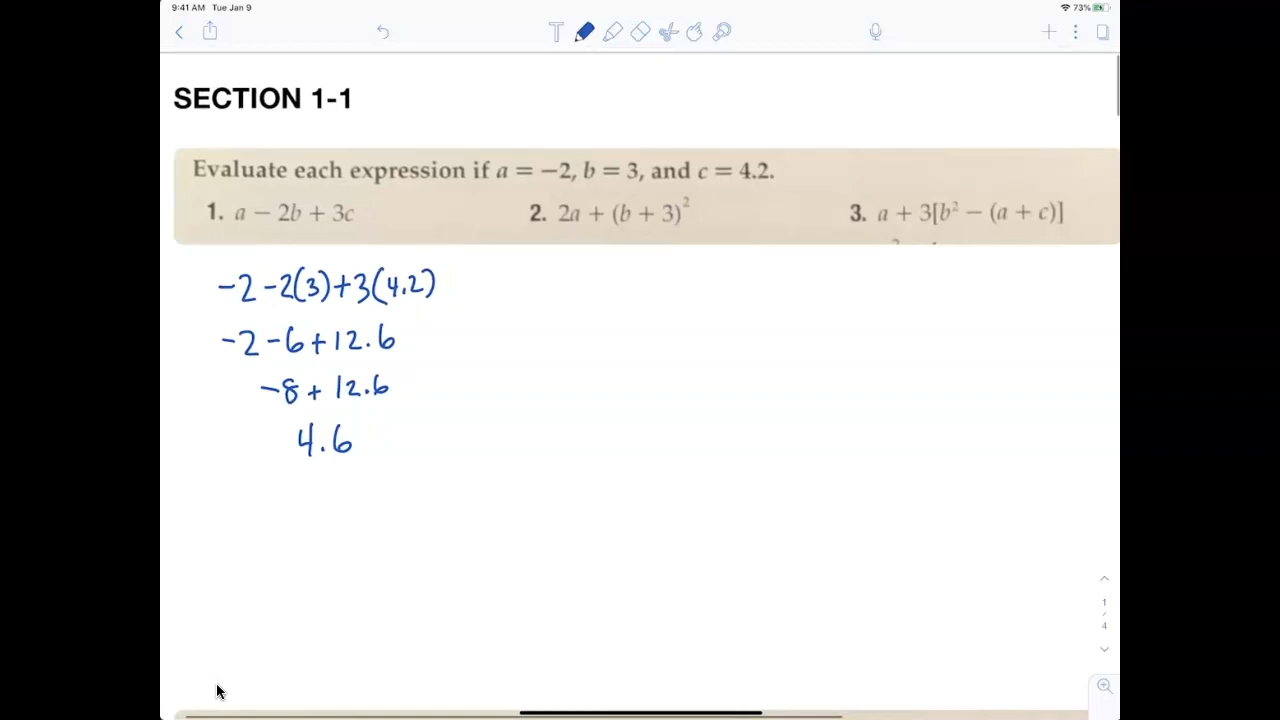 9:41 AM Tue Jan 9 73%
T
SECTION 1-1
Evaluate each expression if a = −2, b = 3, and c = 4.2.
1. a − 2b + 3c 2. 2a + (b + 3)² 3. a + 3[b² − (a + c)]
-2 -2(3)+3(4.2)
-2 -6 +12.6
-8 + 12.6
4.6
1
/
4